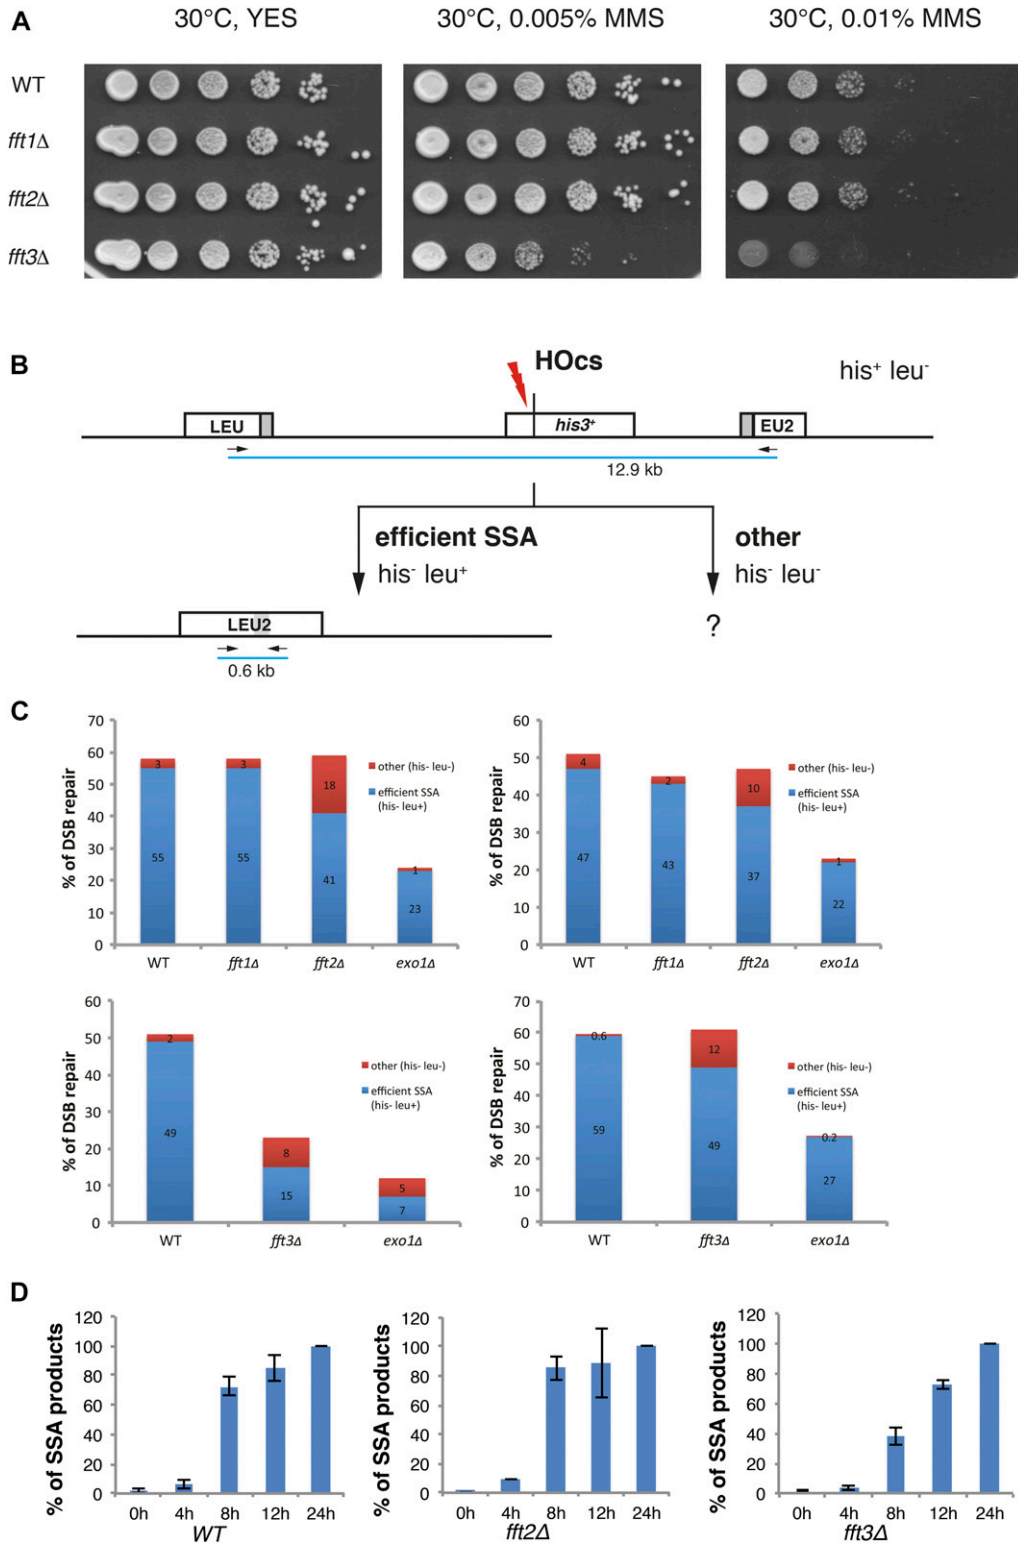 A
30°C, YES
30°C, 0.005% MMS
30°C, 0.01% MMS
WT
fft1Δ
fft2Δ
fft3Δ
B
HOcs
his⁺ leu⁻
LEU
his3⁺
EU2
12.9 kb
efficient SSA
other
his⁻ leu⁺
his⁻ leu⁻
LEU2
?
0.6 kb
C
% of DSB repair
70
60
50
40
30
20
10
0
3
55
3
55
18
41
1
23
other (his- leu-)
efficient SSA
(his- leu+)
WT
fft1Δ
fft2Δ
exo1Δ
% of DSB repair
60
50
40
30
20
10
0
4
47
2
43
10
37
1
22
other (his- leu-)
efficient SSA
(his- leu+)
WT
fft1Δ
fft2Δ
exo1Δ
% of DSB repair
60
50
40
30
20
10
0
2
49
8
15
5
7
other (his- leu-)
efficient SSA
(his- leu+)
WT
fft3Δ
exo1Δ
% of DSB repair
70
60
50
40
30
20
10
0
0.6
59
12
49
0.2
27
other (his- leu-)
efficient SSA
(his- leu+)
WT
fft3Δ
exo1Δ
D
% of SSA products
120
100
80
60
40
20
0
0h
4h
8h
12h
24h
WT
% of SSA products
120
100
80
60
40
20
0
0h
4h
8h
12h
24h
fft2Δ
% of SSA products
120
100
80
60
40
20
0
0h
4h
8h
12h
24h
fft3Δ